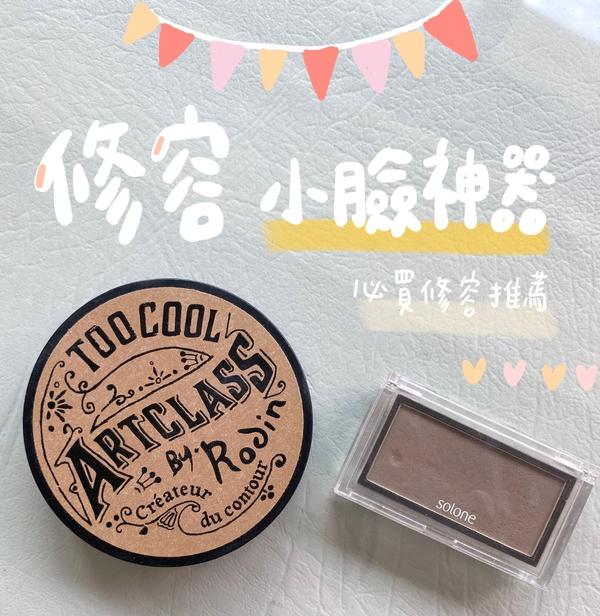 修容 小臉神器
必買修容推薦
TOO COOL
ARTCLASS
By. Rodin
Créateur
du contour
solone